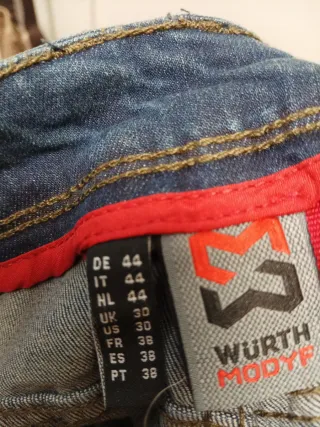 DE 44
IT 44
HL 44
UK 30
US 30
FR 38
ES 38
PT 38
WÜRTH
MODYF